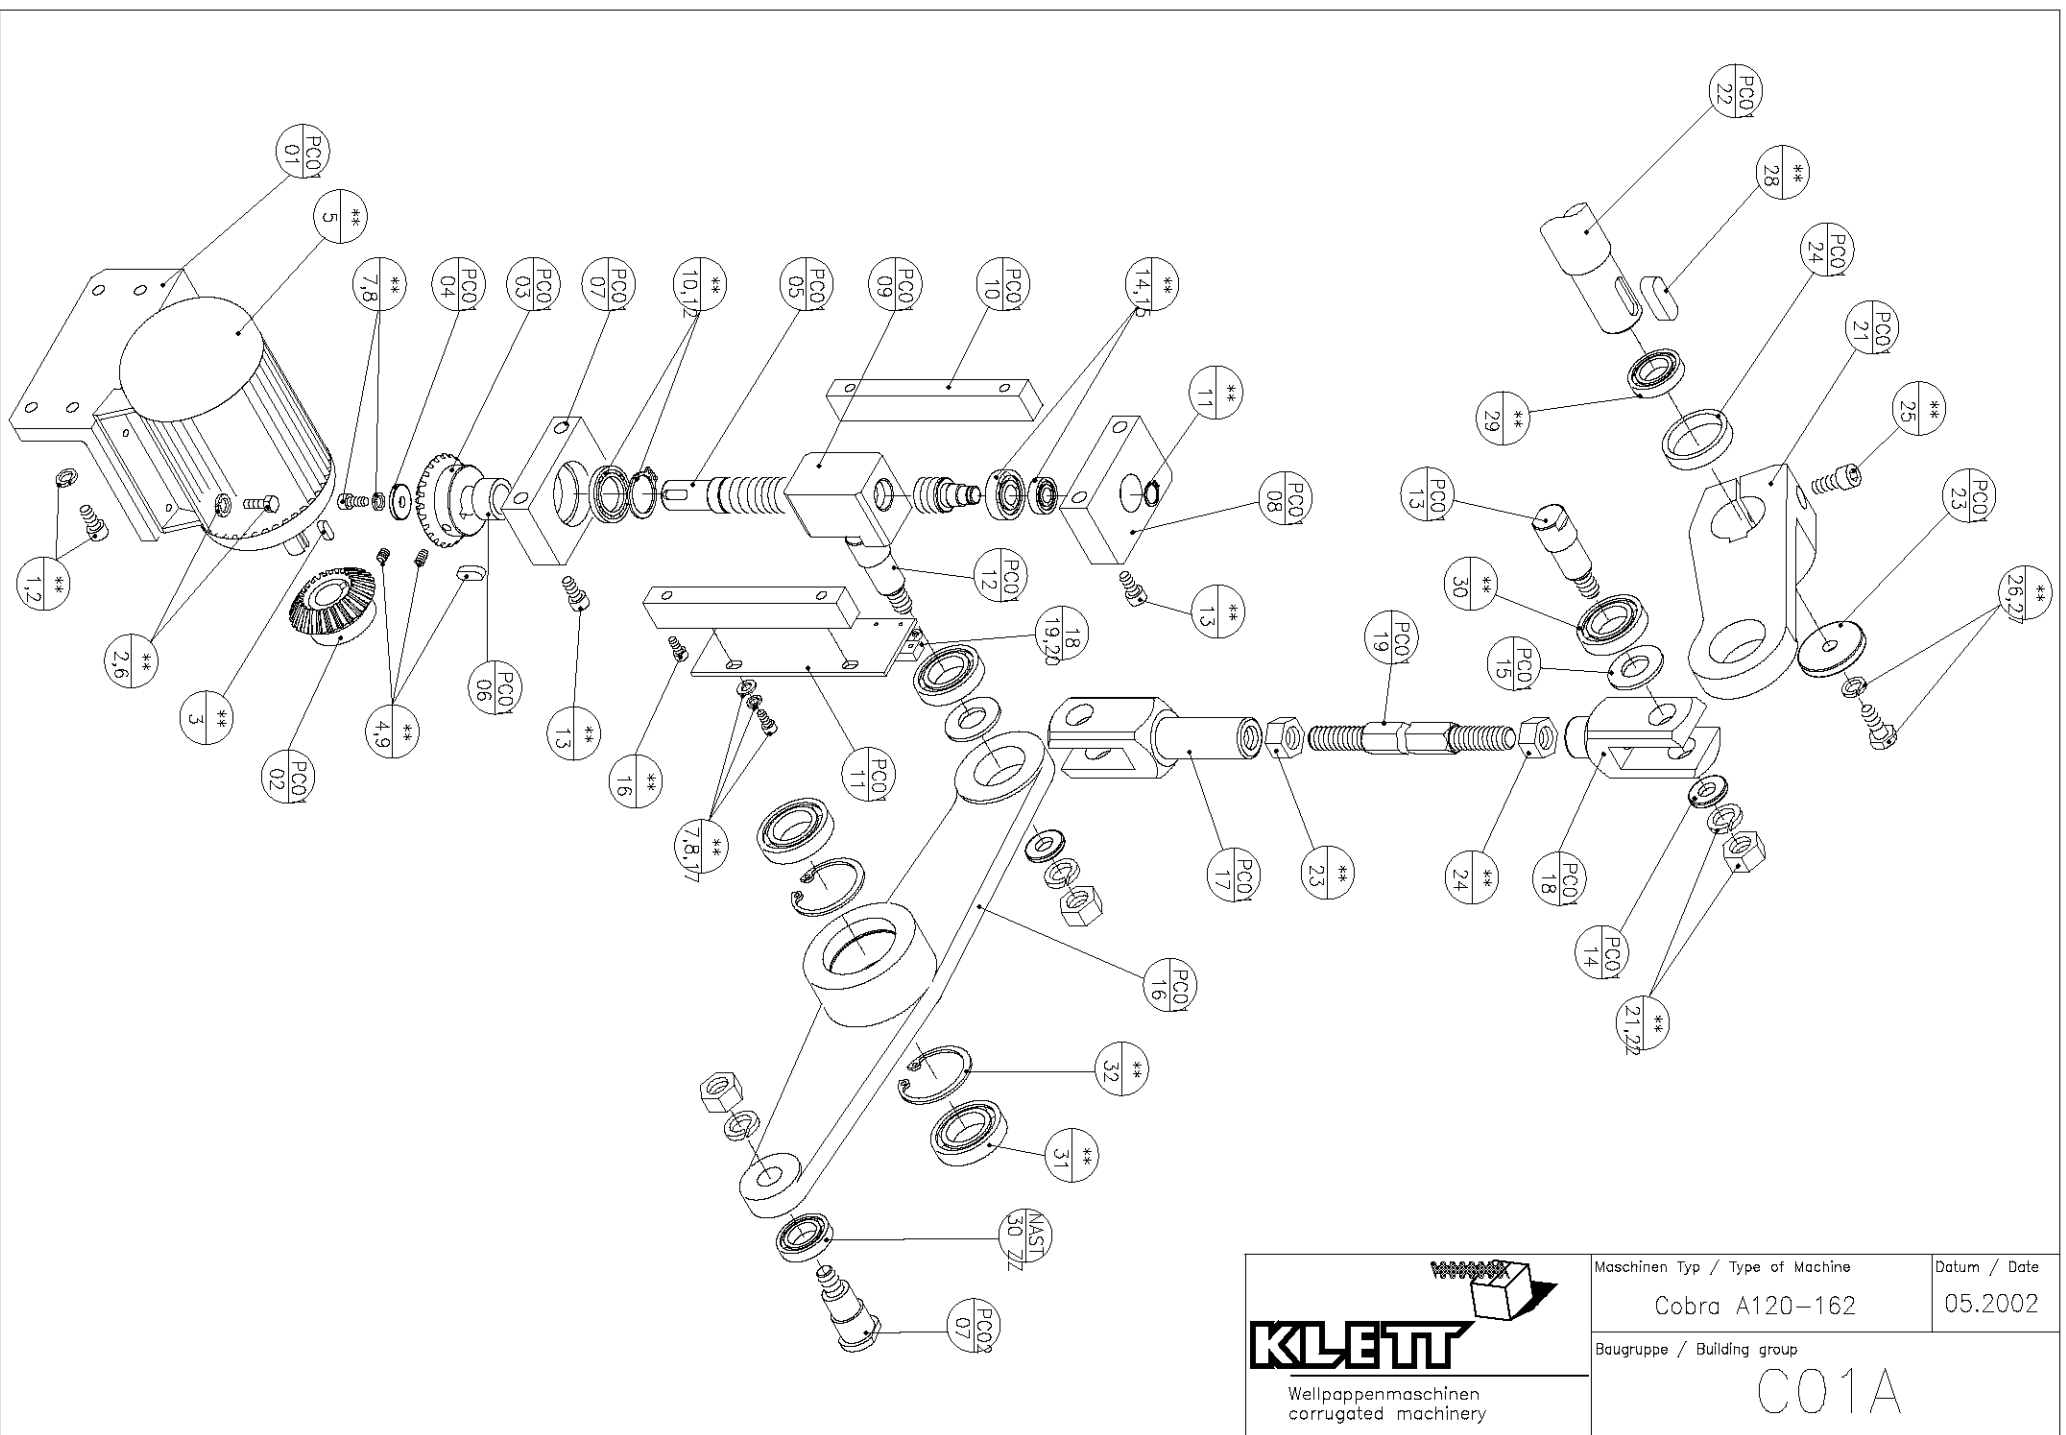 PC01
22
**
28
PC01
24
PC01
01
**
5
**
7,8
PC01
04
PC01
03
PC01
07
**
10,12
PC01
05
PC01
09
PC01
10
**
14,15
PC01
21
**
11
**
25
**
29
PC01
13
PC01
08
PC01
23
**
1,2
**
30
PC01
12
**
13
**
26,27
18
19,20
PC01
19
PC01
15
**
2,6
PC01
06
**
3
**
4,9
**
13
PC01
02
**
16
PC01
11
**
7,8,17
PC01
17
**
23
**
24
PC01
18
PC01
14
PC01
16
**
21,22
**
32
**
31
NAST
30 ZZ
PC02
07
KLETT
Wellpappenmaschinen
corrugated machinery
Maschinen Typ / Type of Machine
Cobra A120-162
Datum / Date
05.2002
Baugruppe / Building group
C01A